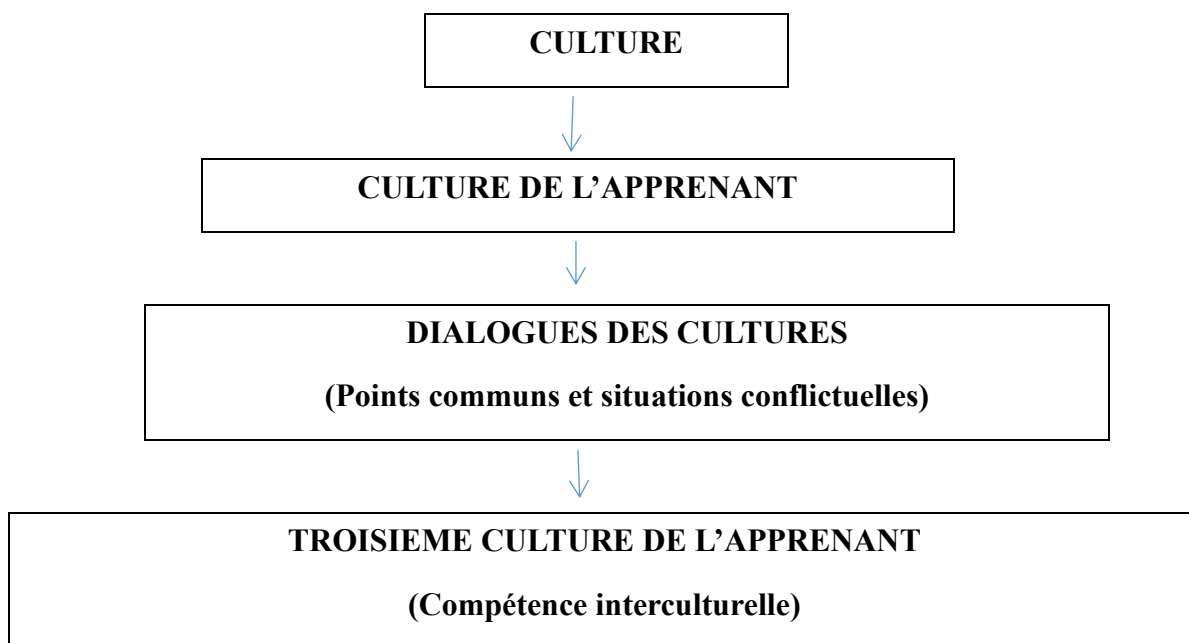 CULTURE
CULTURE DE L’APPRENANT
DIALOGUES DES CULTURES
(Points communs et situations conflictuelles)
TROISIEME CULTURE DE L’APPRENANT
(Compétence interculturelle)